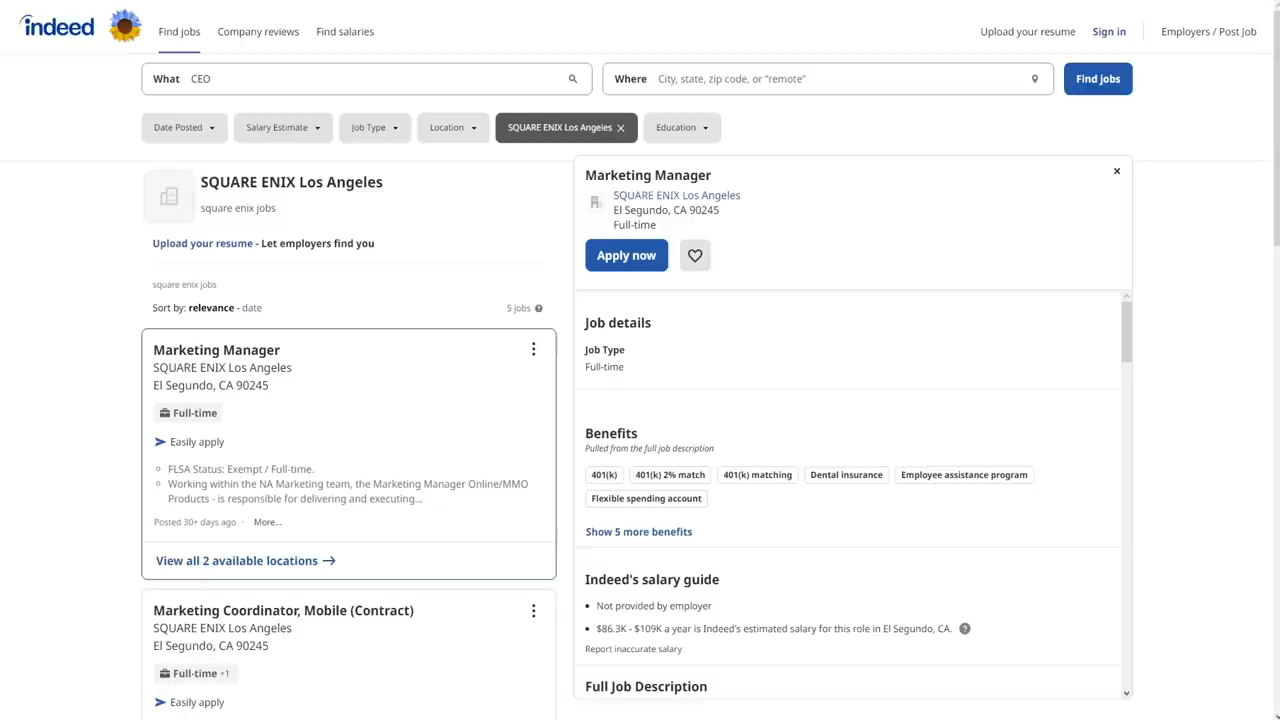 indeed
Find jobs
Company reviews
Find salaries
Upload your resume
Sign in
Employers / Post Job
What CEO
Where City, state, zip code, or "remote"
Find jobs
Date Posted
Salary Estimate
Job Type
Location
SQUARE ENIX Los Angeles
Education
SQUARE ENIX Los Angeles
square enix jobs
Upload your resume - Let employers find you
square enix jobs
Sort by: relevance - date
5 jobs
Marketing Manager
SQUARE ENIX Los Angeles
El Segundo, CA 90245
Full-time
Easily apply
FLSA Status: Exempt / Full-time.
Working within the NA Marketing team, the Marketing Manager Online/MMO
Products - is responsible for delivering and executing...
Posted 30+ days ago · More...
View all 2 available locations
Marketing Coordinator, Mobile (Contract)
SQUARE ENIX Los Angeles
El Segundo, CA 90245
Full-time +1
Easily apply
Marketing Manager
SQUARE ENIX Los Angeles
El Segundo, CA 90245
Full-time
Apply now
Job details
Job Type
Full-time
Benefits
Pulled from the full job description
401(k)
401(k) 2% match
401(k) matching
Dental insurance
Employee assistance program
Flexible spending account
Show 5 more benefits
Indeed's salary guide
Not provided by employer
$86.3K - $109K a year is Indeed's estimated salary for this role in El Segundo, CA.
Report inaccurate salary
Full Job Description